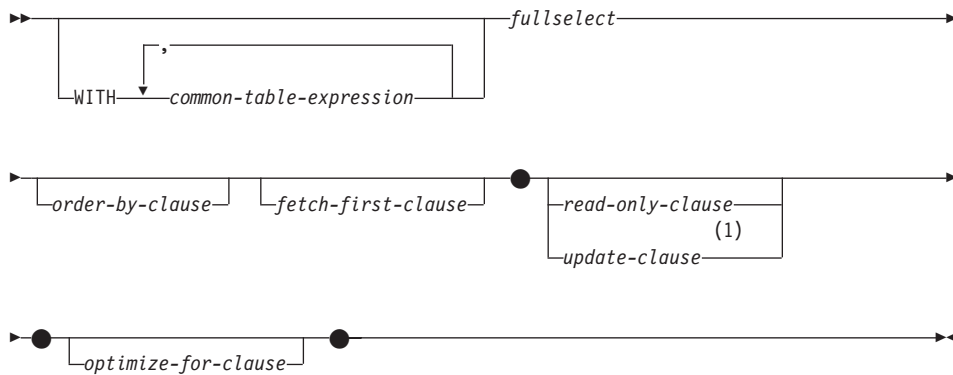 fullselect
,
WITH common-table-expression
order-by-clause fetch-first-clause read-only-clause
(1)
update-clause
optimize-for-clause